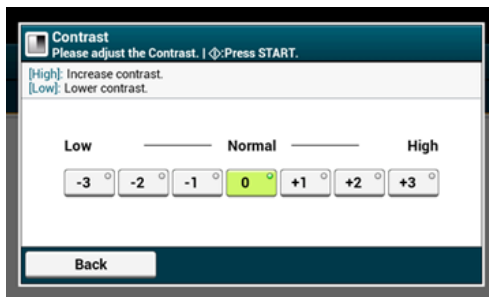 Contrast
Please adjust the Contrast. | :Press START.
[High]: Increase contrast.
[Low]: Lower contrast.
Low Normal High
-3 -2 -1 0 +1 +2 +3
Back